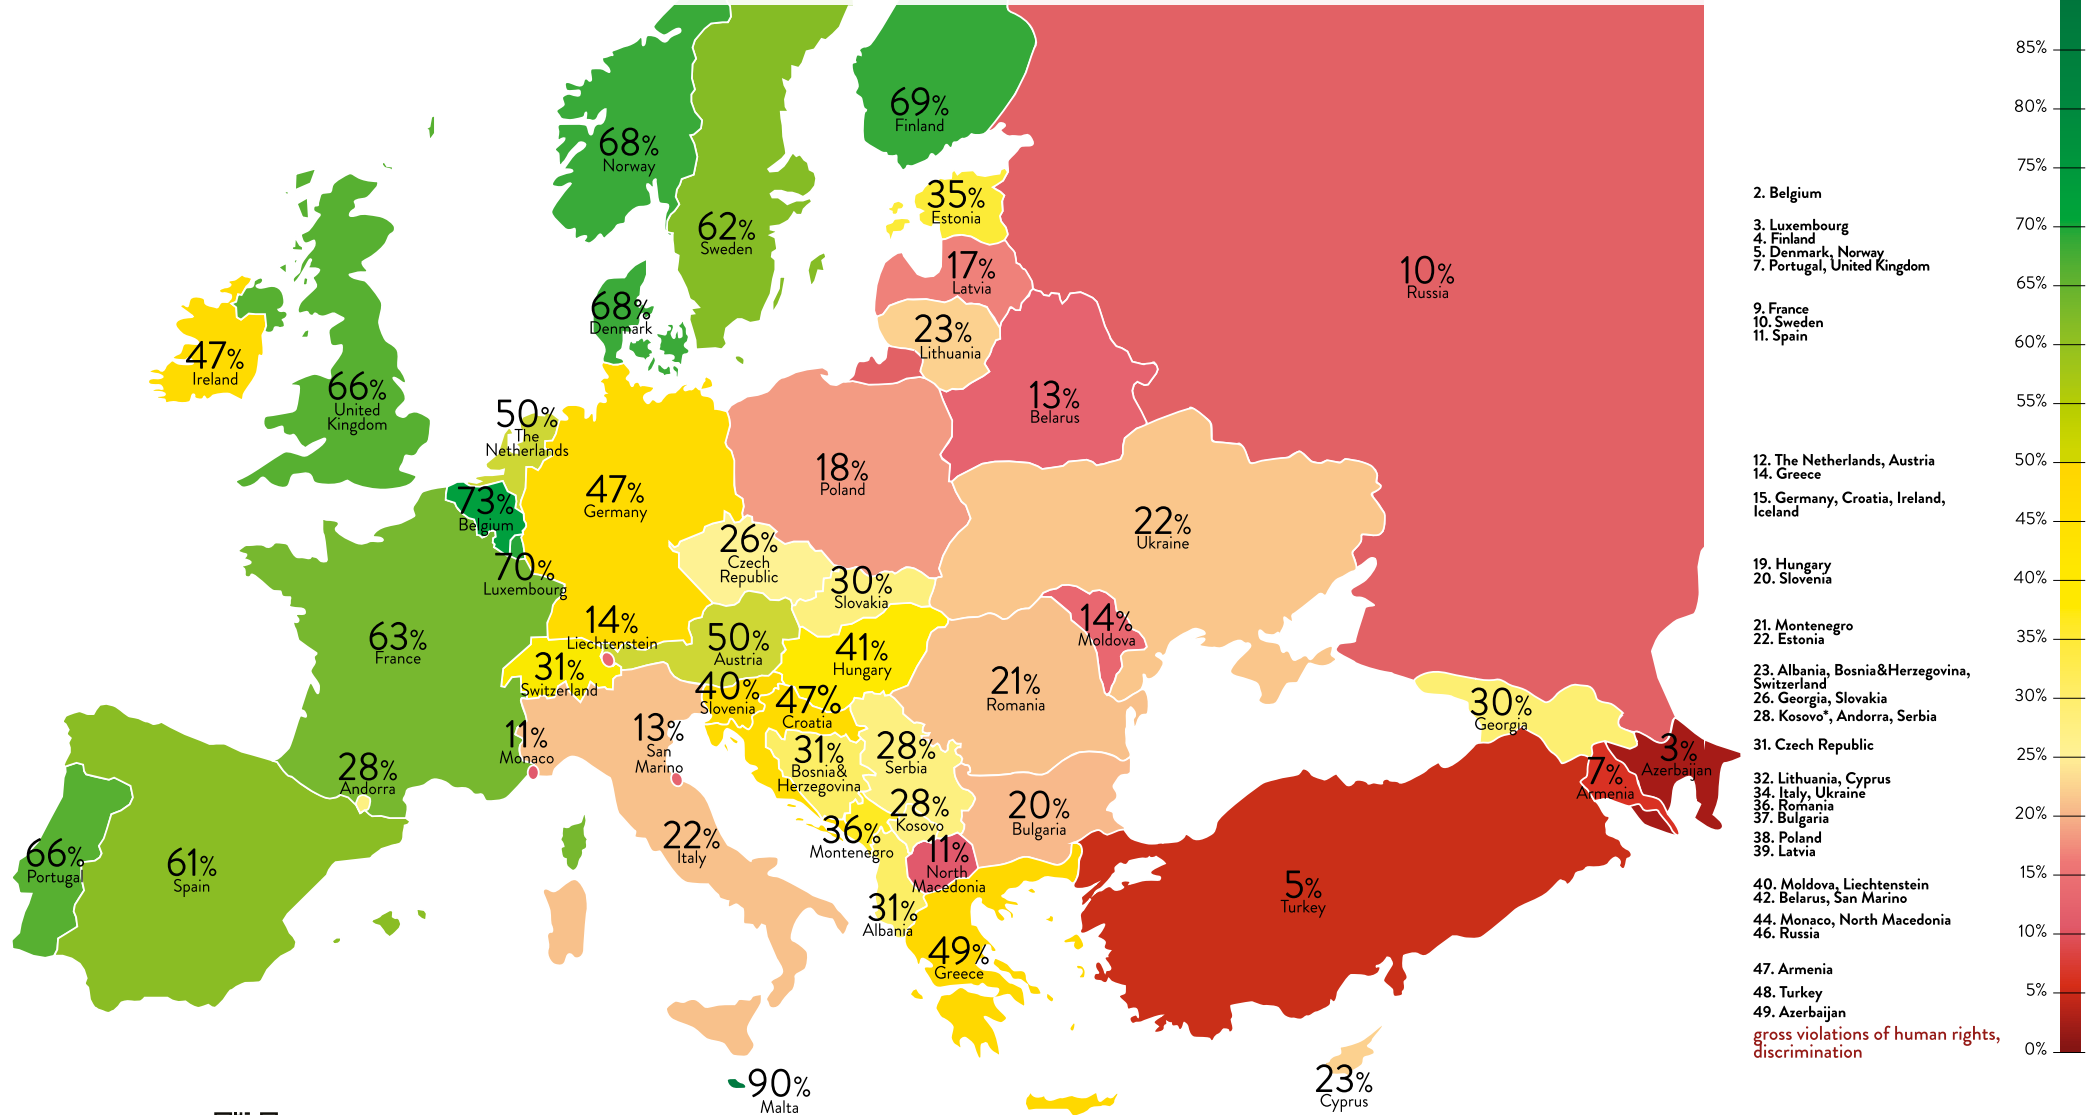 69%
Finland
68%
Norway
62%
Sweden
35%
Estonia
17%
Latvia
10%
Russia
68%
Denmark
23%
Lithuania
47%
Ireland
66%
United
Kingdom
13%
Belarus
50%
The
Netherlands
18%
Poland
47%
Germany
73%
Belgium
22%
Ukraine
26%
Czech
Republic
70%
Luxembourg
30%
Slovakia
14%
Liechtenstein
14%
Moldova
63%
France
50%
Austria
41%
Hungary
31%
Switzerland
40%
Slovenia
47%
Croatia
21%
Romania
30%
Georgia
11%
Monaco
13%
San
Marino
31%
Bosnia&
Herzegovina
28%
Serbia
3%
Azerbaijan
28%
Andorra
7%
Armenia
28%
Kosovo
20%
Bulgaria
36%
Montenegro
22%
Italy
11%
North
Macedonia
66%
Portugal
61%
Spain
5%
Turkey
31%
Albania
49%
Greece
90%
Malta
23%
Cyprus
2. Belgium
3. Luxembourg
4. Finland
5. Denmark, Norway
7. Portugal, United Kingdom
9. France
10. Sweden
11. Spain
12. The Netherlands, Austria
14. Greece
15. Germany, Croatia, Ireland,
Iceland
19. Hungary
20. Slovenia
21. Montenegro
22. Estonia
23. Albania, Bosnia&Herzegovina,
Switzerland
26. Georgia, Slovakia
28. Kosovo*, Andorra, Serbia
31. Czech Republic
32. Lithuania, Cyprus
34. Italy, Ukraine
36. Romania
37. Bulgaria
38. Poland
39. Latvia
40. Moldova, Liechtenstein
42. Belarus, San Marino
44. Monaco, North Macedonia
46. Russia
47. Armenia
48. Turkey
49. Azerbaijan
gross violations of human rights,
discrimination
85%
80%
75%
70%
65%
60%
55%
50%
45%
40%
35%
30%
25%
20%
15%
10%
5%
0%